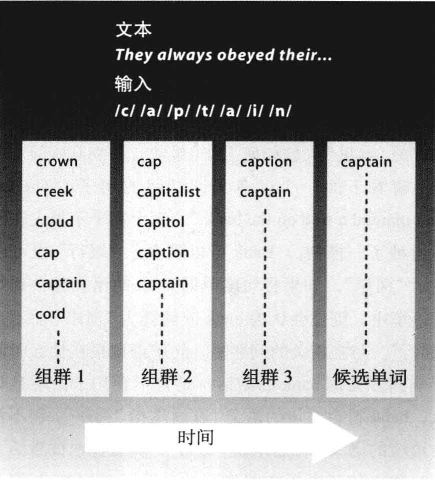 文本
They always obeyed their...
输入
/c/ /a/ /p/ /t/ /a/ /i/ /n/
crown
creek
cloud
cap
captain
cord
组群 1
cap
capitalist
capitol
caption
captain
组群 2
caption
captain
组群 3
captain
候选单词
时间